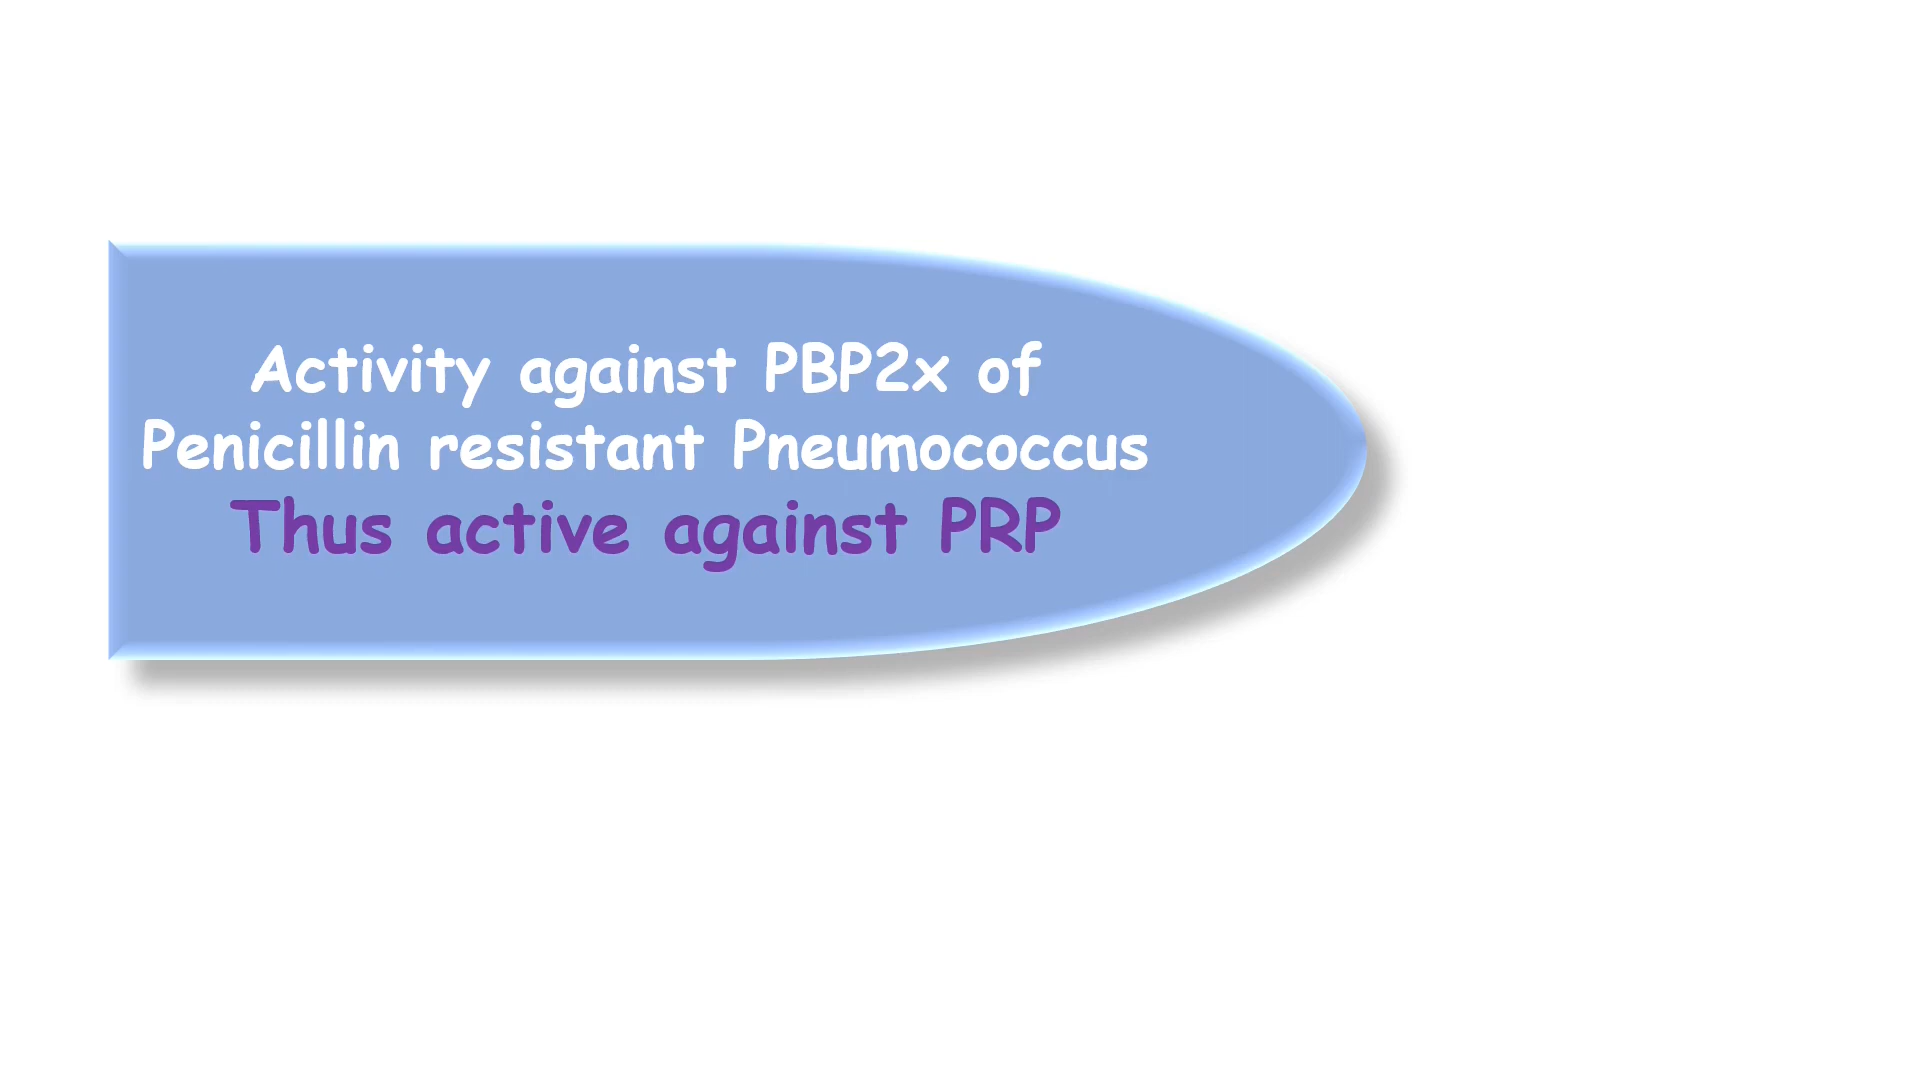 Activity against PBP2x of
Penicillin resistant Pneumococcus
Thus active against PRP